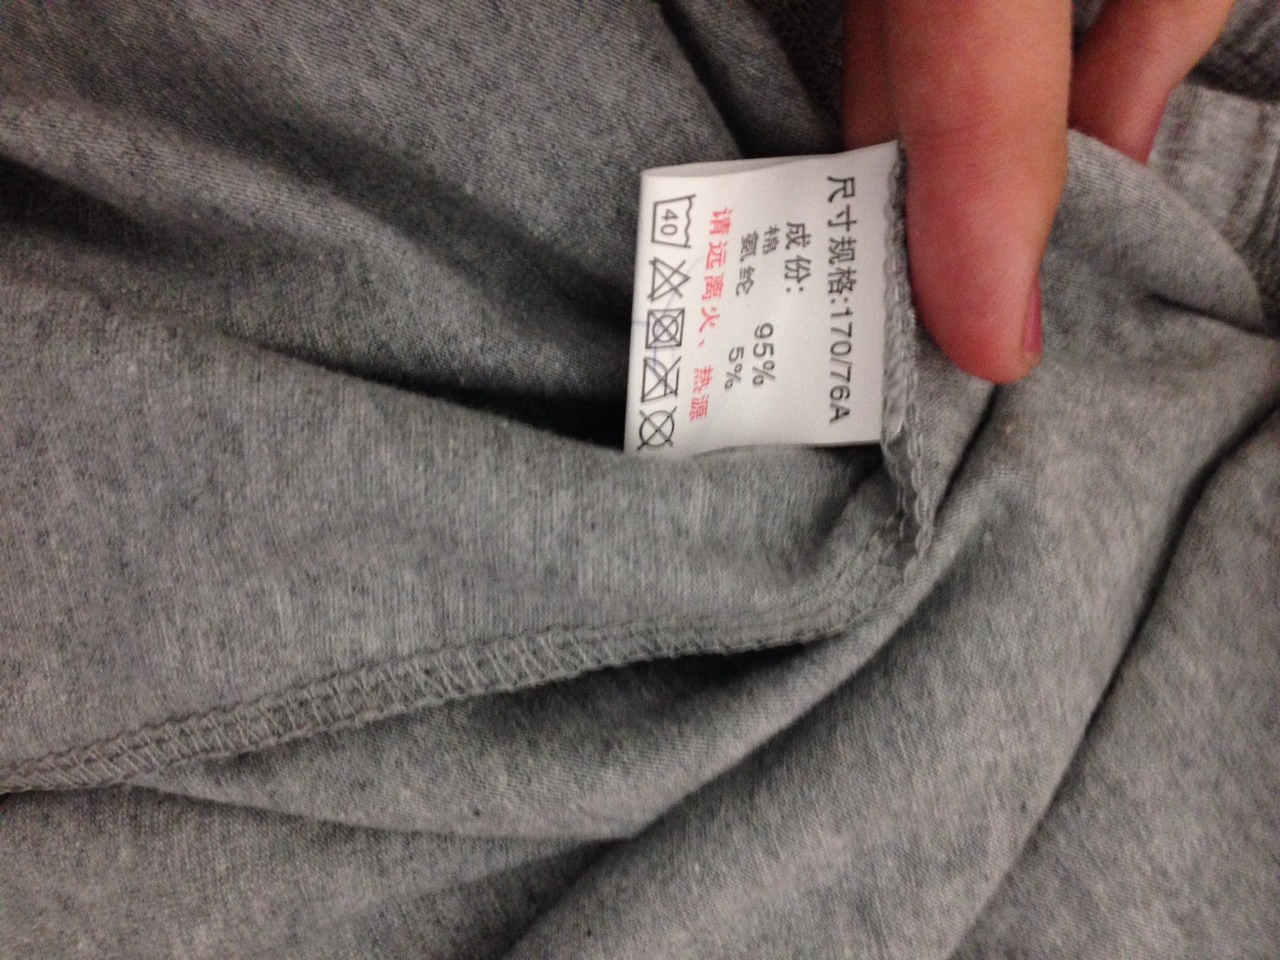 尺寸规格:170/76A
成份:
棉 95%
氨纶 5%
请远离火、热源
40